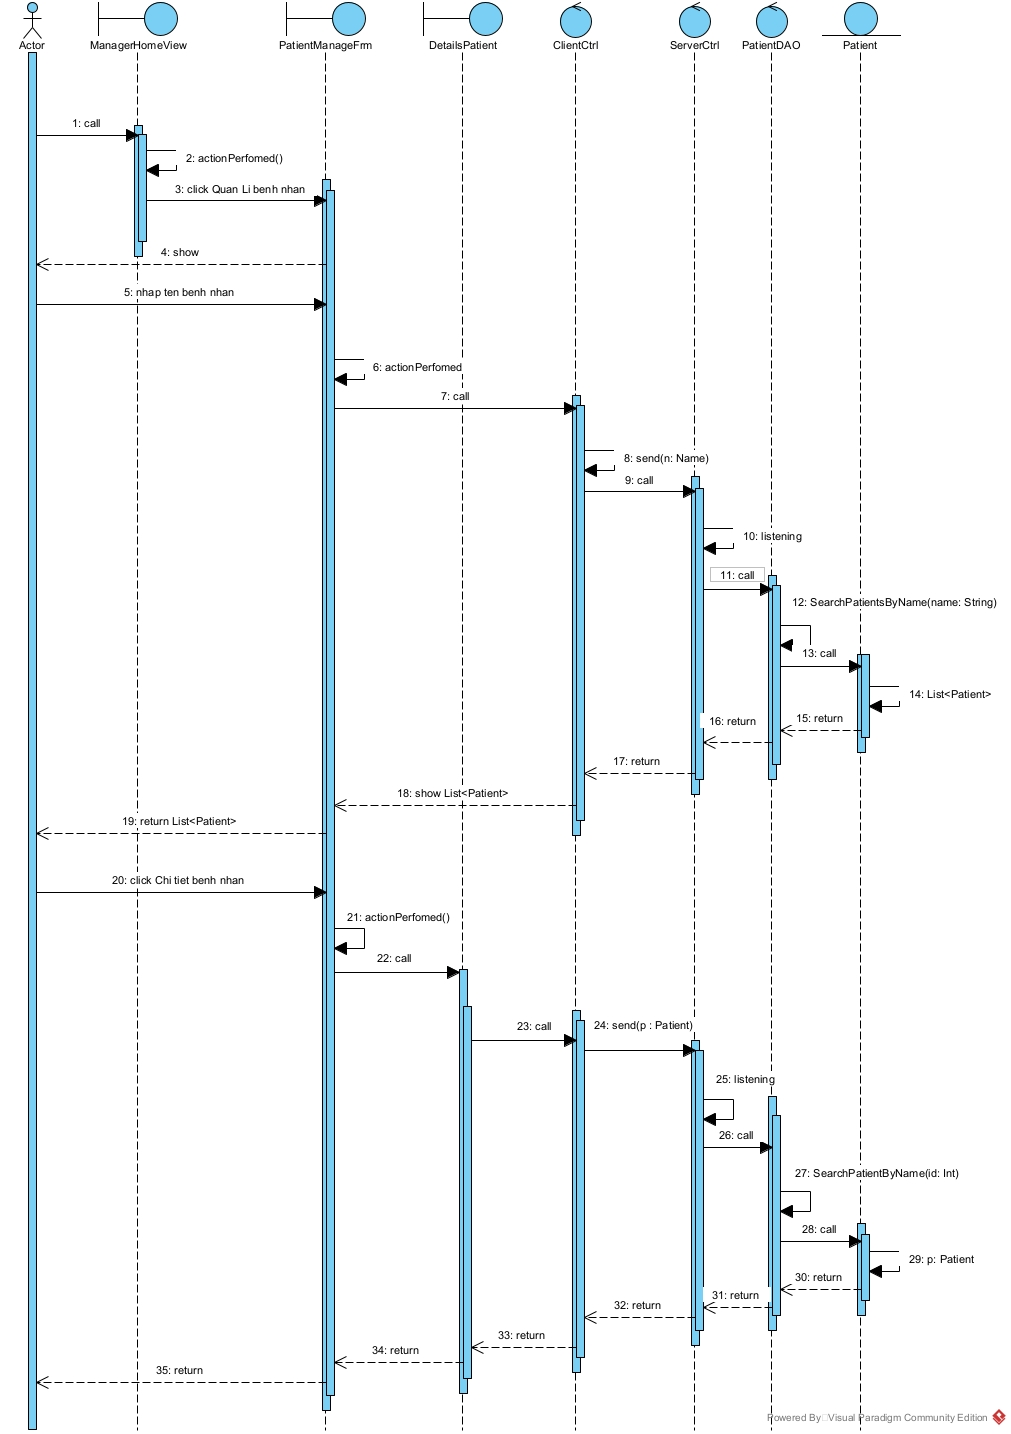 Actor
ManagerHomeView
PatientManageFrm
DetailsPatient
ClientCtrl
ServerCtrl
PatientDAO
Patient
1: call
2: actionPerfomed()
3: click Quan Li benh nhan
4: show
5: nhap ten benh nhan
6: actionPerfomed
7: call
8: send(n: Name)
9: call
10: listening
11: call
12: SearchPatientsByName(name: String)
13: call
14: List<Patient>
15: return
16: return
17: return
18: show List<Patient>
19: return List<Patient>
20: click Chi tiet benh nhan
21: actionPerfomed()
22: call
23: call
24: send(p : Patient)
25: listening
26: call
27: SearchPatientByName(id: Int)
28: call
29: p: Patient
30: return
31: return
32: return
33: return
34: return
35: return
Powered By Visual Paradigm Community Edition